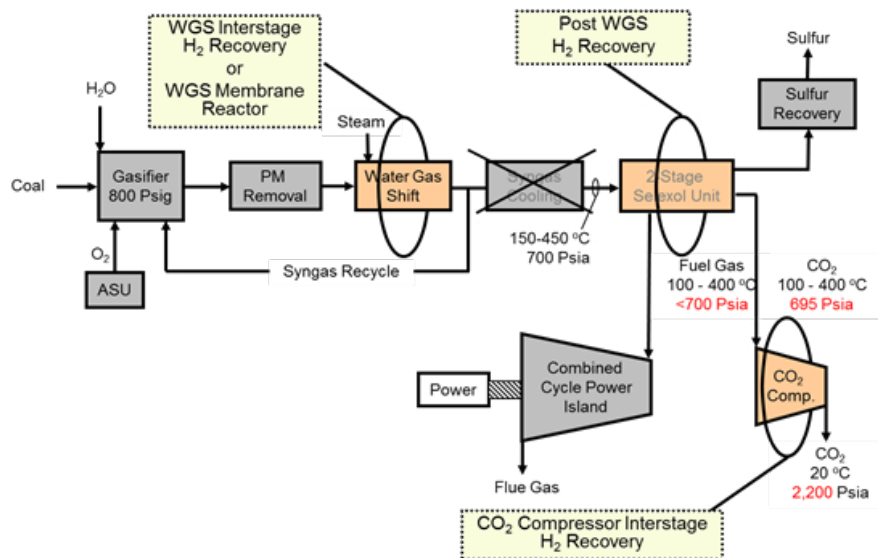 WGS Interstage
H2 Recovery
or
WGS Membrane
Reactor
Post WGS
H2 Recovery
Sulfur
Sulfur
Recovery
H2O
Steam
Coal
Gasifier
800 Psig
PM
Removal
Water Gas
Shift
Syngas
Cooling
2-Stage
Selexol Unit
150-450 °C
700 Psia
O2
ASU
Syngas Recycle
Fuel Gas
100 - 400 °C
<700 Psia
CO2
100 - 400 °C
695 Psia
Power
Combined
Cycle Power
Island
CO2
Comp.
Flue Gas
CO2
20 °C
2,200 Psia
CO2 Compressor Interstage
H2 Recovery